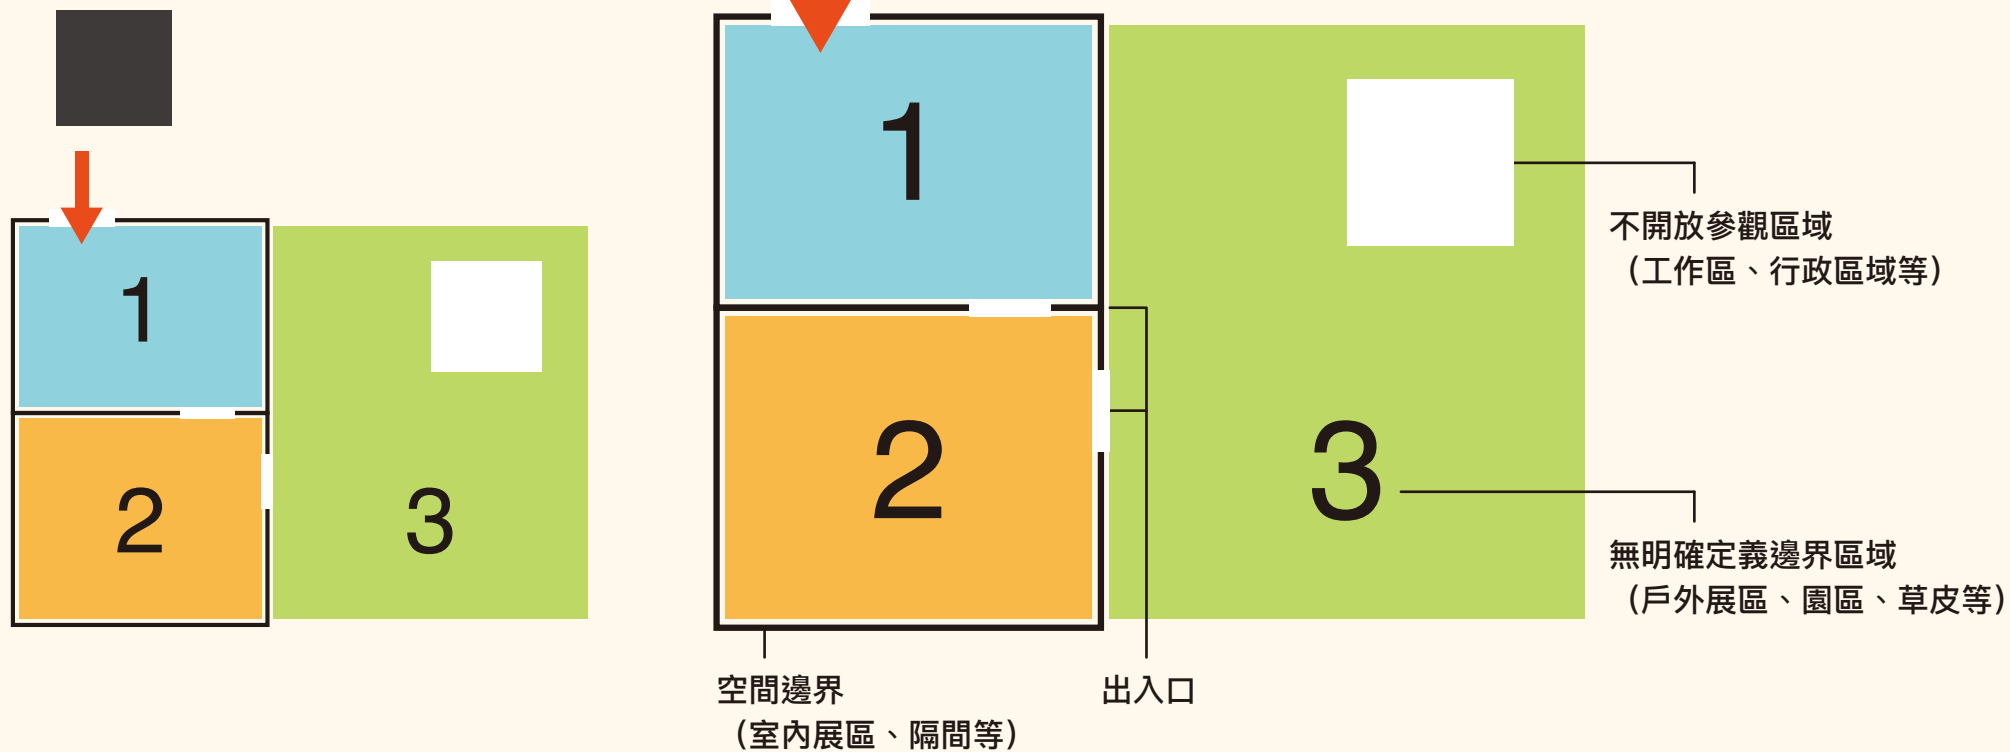 1
2
3
1
2
3
不開放參觀區域
（工作區、行政區域等）
無明確定義邊界區域
（戶外展區、園區、草皮等）
空間邊界
（室內展區、隔間等）
出入口